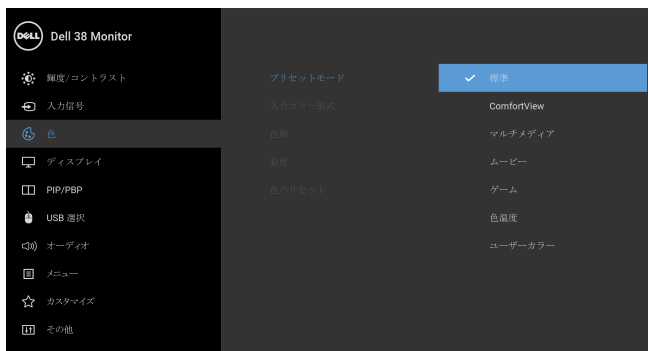 DELL Dell 38 Monitor
輝度/コントラスト
入力信号
色
ディスプレイ
PIP/PBP
USB 選択
オーディオ
メニュー
カスタマイズ
その他
プリセットモード
入力カラー形式
色相
彩度
色のリセット
標準
ComfortView
マルチメディア
ムービー
ゲーム
色温度
ユーザーカラー